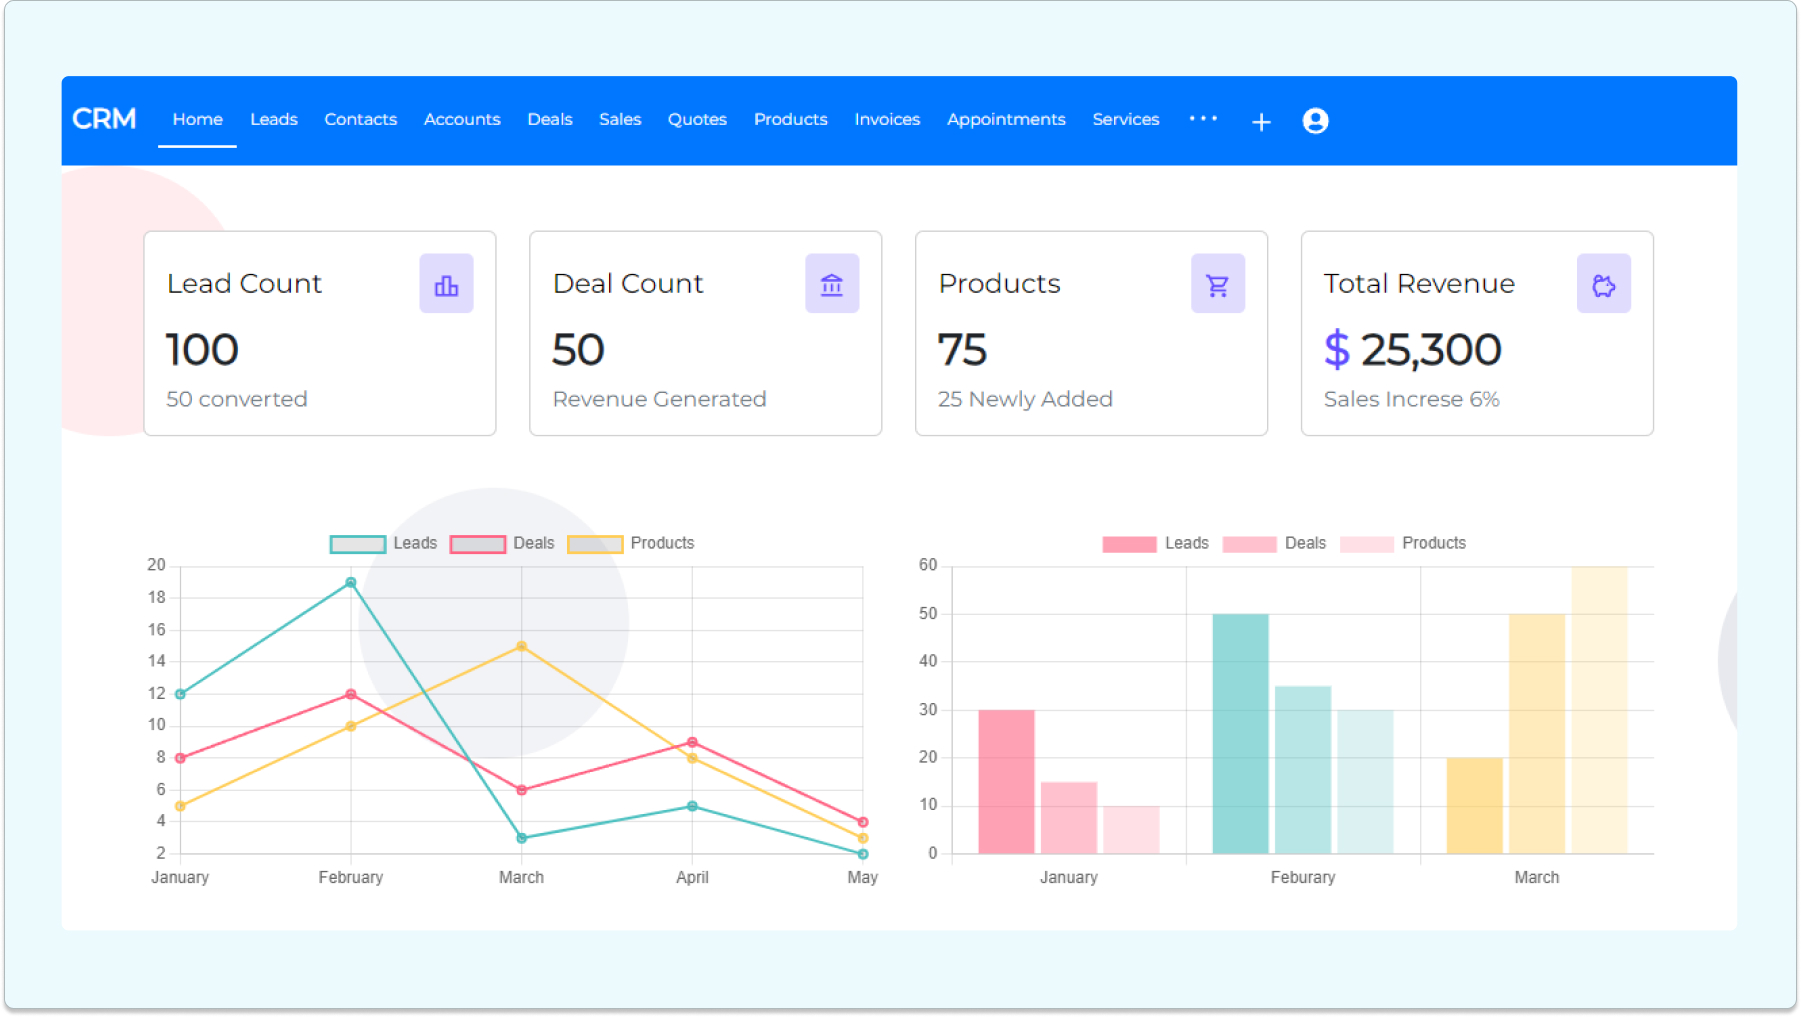 CRM Home Leads Contacts Accounts Deals Sales Quotes Products Invoices Appointments Services
Lead Count
100
50 converted
Deal Count
50
Revenue Generated
Products
75
25 Newly Added
Total Revenue
$ 25,300
Sales Increse 6%
Leads Deals Products
20
18
16
14
12
10
8
6
4
2
January February March April May
Leads Deals Products
60
50
40
30
20
10
0
January Feburary March